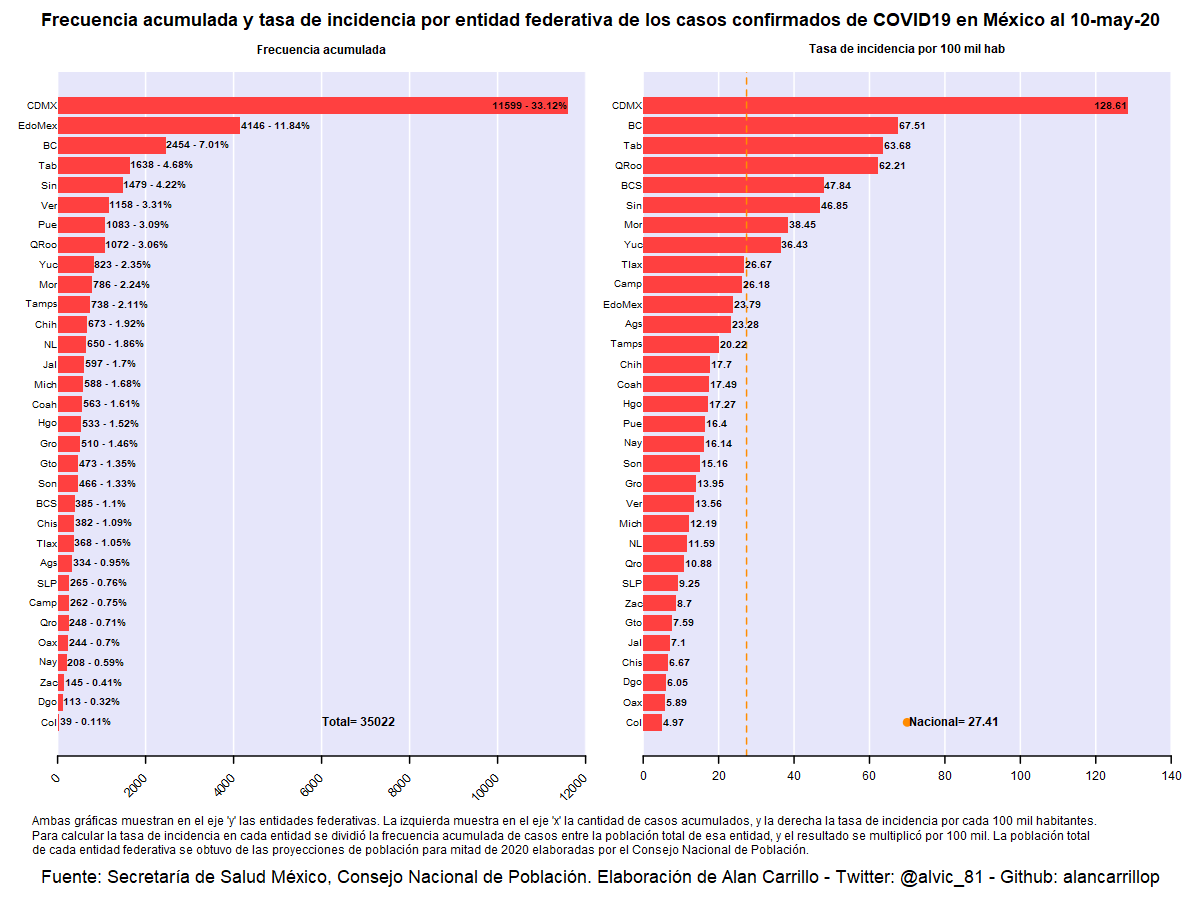 Frecuencia acumulada y tasa de incidencia por entidad federativa de los casos confirmados de COVID19 en México al 10-may-20
Frecuencia acumulada
CDMX 11599 - 33.12%
EdoMex 4146 - 11.84%
BC 2454 - 7.01%
Tab 1638 - 4.68%
Sin 1479 - 4.22%
Ver 1158 - 3.31%
Pue 1083 - 3.09%
QRoo 1072 - 3.06%
Yuc 823 - 2.35%
Mor 786 - 2.24%
Tamps 738 - 2.11%
Chih 673 - 1.92%
NL 650 - 1.86%
Jal 597 - 1.7%
Mich 588 - 1.68%
Coah 563 - 1.61%
Hgo 533 - 1.52%
Gro 510 - 1.46%
Gto 473 - 1.35%
Son 466 - 1.33%
BCS 385 - 1.1%
Chis 382 - 1.09%
Tlax 368 - 1.05%
Ags 334 - 0.95%
SLP 265 - 0.76%
Camp 262 - 0.75%
Qro 248 - 0.71%
Oax 244 - 0.7%
Nay 208 - 0.59%
Zac 145 - 0.41%
Dgo 113 - 0.32%
Col 39 - 0.11%
Total= 35022
0 2000 4000 6000 8000 10000 12000
Tasa de incidencia por 100 mil hab
CDMX 128.61
BC 67.51
Tab 63.68
QRoo 62.21
BCS 47.84
Sin 46.85
Mor 38.45
Yuc 36.43
Tlax 26.67
Camp 26.18
EdoMex 23.79
Ags 23.28
Tamps 20.22
Chih 17.7
Coah 17.49
Hgo 17.27
Pue 16.4
Nay 16.14
Son 15.16
Gro 13.95
Ver 13.56
Mich 12.19
NL 11.59
Qro 10.88
SLP 9.25
Zac 8.7
Gto 7.59
Jal 7.1
Chis 6.67
Dgo 6.05
Oax 5.89
Col 4.97
Nacional= 27.41
0 20 40 60 80 100 120 140
Ambas gráficas muestran en el eje 'y' las entidades federativas. La izquierda muestra en el eje 'x' la cantidad de casos acumulados, y la derecha la tasa de incidencia por cada 100 mil habitantes.
Para calcular la tasa de incidencia en cada entidad se dividió la frecuencia acumulada de casos entre la población total de esa entidad, y el resultado se multiplicó por 100 mil. La población total
de cada entidad federativa se obtuvo de las proyecciones de población para mitad de 2020 elaboradas por el Consejo Nacional de Población.
Fuente: Secretaría de Salud México, Consejo Nacional de Población. Elaboración de Alan Carrillo - Twitter: @alvic_81 - Github: alancarrillop